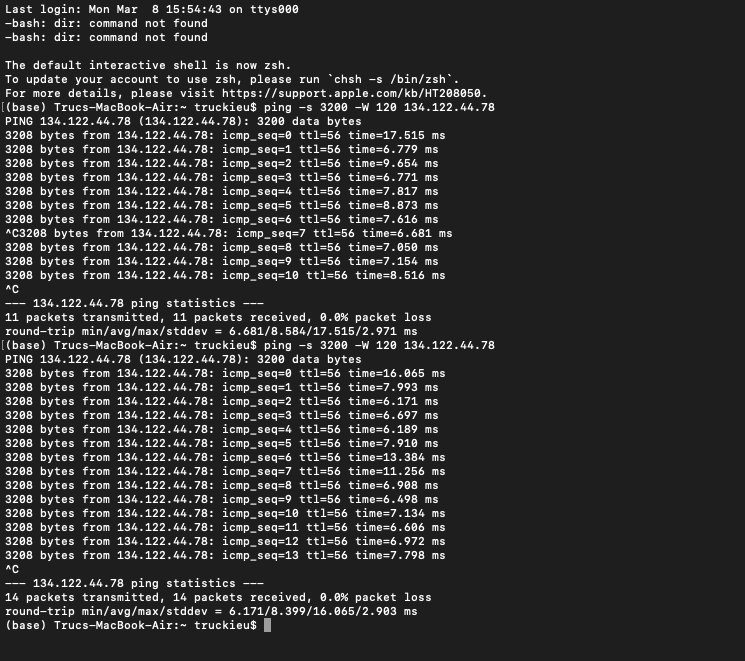 Last login: Mon Mar  8 15:54:43 on ttys000
-bash: dir: command not found
-bash: dir: command not found

The default interactive shell is now zsh.
To update your account to use zsh, please run `chsh -s /bin/zsh`.
For more details, please visit https://support.apple.com/kb/HT208050.
[(base) Trucs-MacBook-Air:~ truckieu$ ping -s 3200 -W 120 134.122.44.78
PING 134.122.44.78 (134.122.44.78): 3200 data bytes
3208 bytes from 134.122.44.78: icmp_seq=0 ttl=56 time=17.515 ms
3208 bytes from 134.122.44.78: icmp_seq=1 ttl=56 time=6.779 ms
3208 bytes from 134.122.44.78: icmp_seq=2 ttl=56 time=9.654 ms
3208 bytes from 134.122.44.78: icmp_seq=3 ttl=56 time=6.771 ms
3208 bytes from 134.122.44.78: icmp_seq=4 ttl=56 time=7.817 ms
3208 bytes from 134.122.44.78: icmp_seq=5 ttl=56 time=8.873 ms
3208 bytes from 134.122.44.78: icmp_seq=6 ttl=56 time=7.616 ms
^C3208 bytes from 134.122.44.78: icmp_seq=7 ttl=56 time=6.681 ms
3208 bytes from 134.122.44.78: icmp_seq=8 ttl=56 time=7.050 ms
3208 bytes from 134.122.44.78: icmp_seq=9 ttl=56 time=7.154 ms
3208 bytes from 134.122.44.78: icmp_seq=10 ttl=56 time=8.516 ms
^C
--- 134.122.44.78 ping statistics ---
11 packets transmitted, 11 packets received, 0.0% packet loss
round-trip min/avg/max/stddev = 6.681/8.584/17.515/2.971 ms
[(base) Trucs-MacBook-Air:~ truckieu$ ping -s 3200 -W 120 134.122.44.78
PING 134.122.44.78 (134.122.44.78): 3200 data bytes
3208 bytes from 134.122.44.78: icmp_seq=0 ttl=56 time=16.065 ms
3208 bytes from 134.122.44.78: icmp_seq=1 ttl=56 time=7.993 ms
3208 bytes from 134.122.44.78: icmp_seq=2 ttl=56 time=6.171 ms
3208 bytes from 134.122.44.78: icmp_seq=3 ttl=56 time=6.697 ms
3208 bytes from 134.122.44.78: icmp_seq=4 ttl=56 time=6.189 ms
3208 bytes from 134.122.44.78: icmp_seq=5 ttl=56 time=7.910 ms
3208 bytes from 134.122.44.78: icmp_seq=6 ttl=56 time=13.384 ms
3208 bytes from 134.122.44.78: icmp_seq=7 ttl=56 time=11.256 ms
3208 bytes from 134.122.44.78: icmp_seq=8 ttl=56 time=6.908 ms
3208 bytes from 134.122.44.78: icmp_seq=9 ttl=56 time=6.498 ms
3208 bytes from 134.122.44.78: icmp_seq=10 ttl=56 time=7.134 ms
3208 bytes from 134.122.44.78: icmp_seq=11 ttl=56 time=6.606 ms
3208 bytes from 134.122.44.78: icmp_seq=12 ttl=56 time=6.972 ms
3208 bytes from 134.122.44.78: icmp_seq=13 ttl=56 time=7.798 ms
^C
--- 134.122.44.78 ping statistics ---
14 packets transmitted, 14 packets received, 0.0% packet loss
round-trip min/avg/max/stddev = 6.171/8.399/16.065/2.903 ms
(base) Trucs-MacBook-Air:~ truckieu$